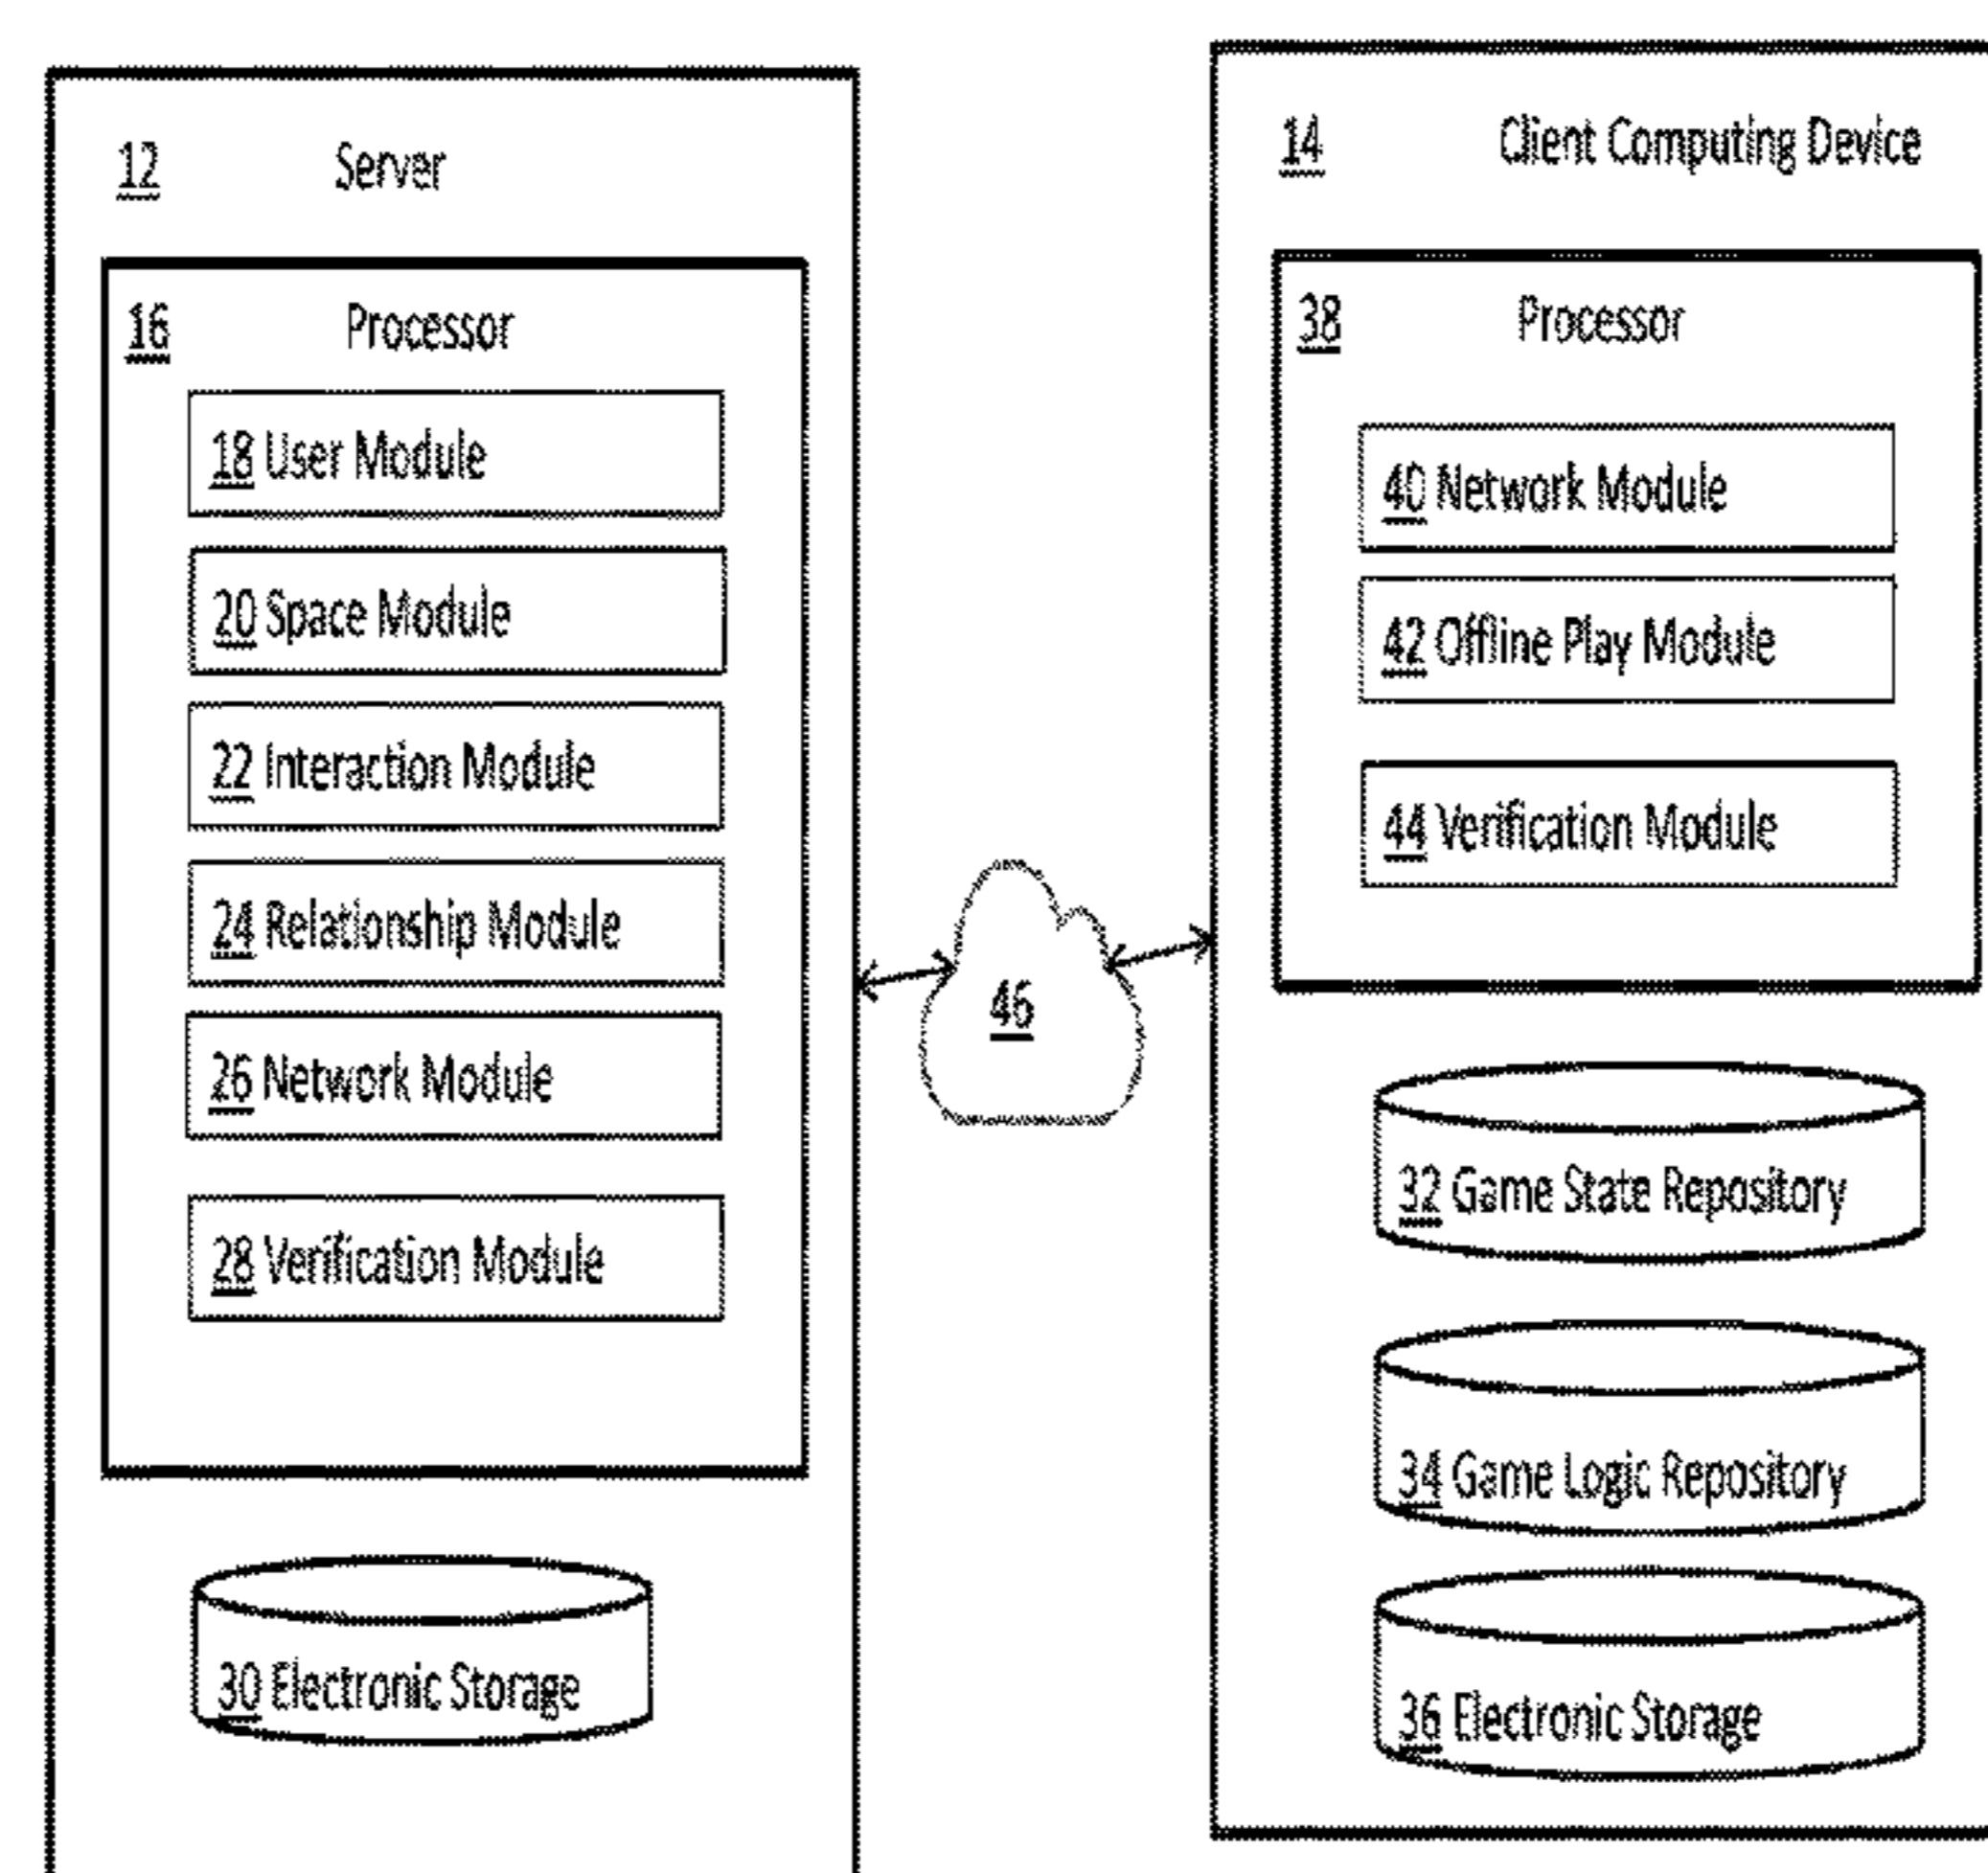 12 Server
16 Processor
18 User Module
20 Space Module
22 Interaction Module
24 Relationship Module
26 Network Module
28 Verification Module
30 Electronic Storage
46
14 Client Computing Device
38 Processor
40 Network Module
42 Offline Play Module
44 Verification Module
32 Game State Repository
34 Game Logic Repository
36 Electronic Storage